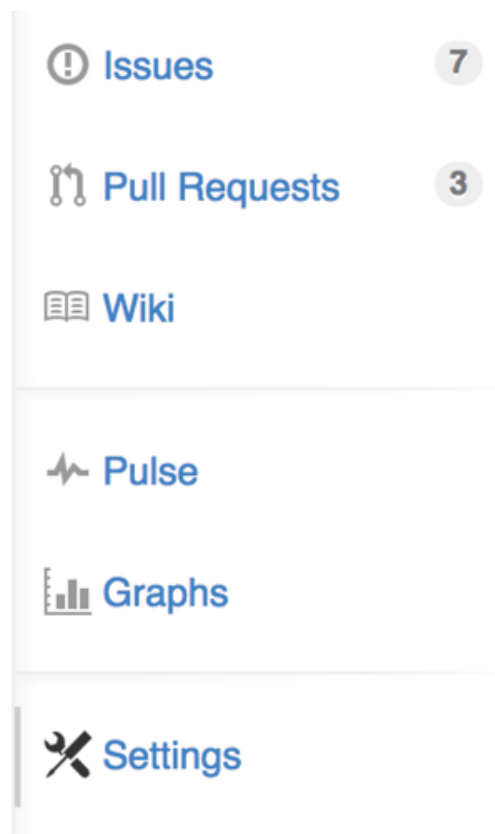 Issues 7
Pull Requests 3
Wiki
Pulse
Graphs
Settings